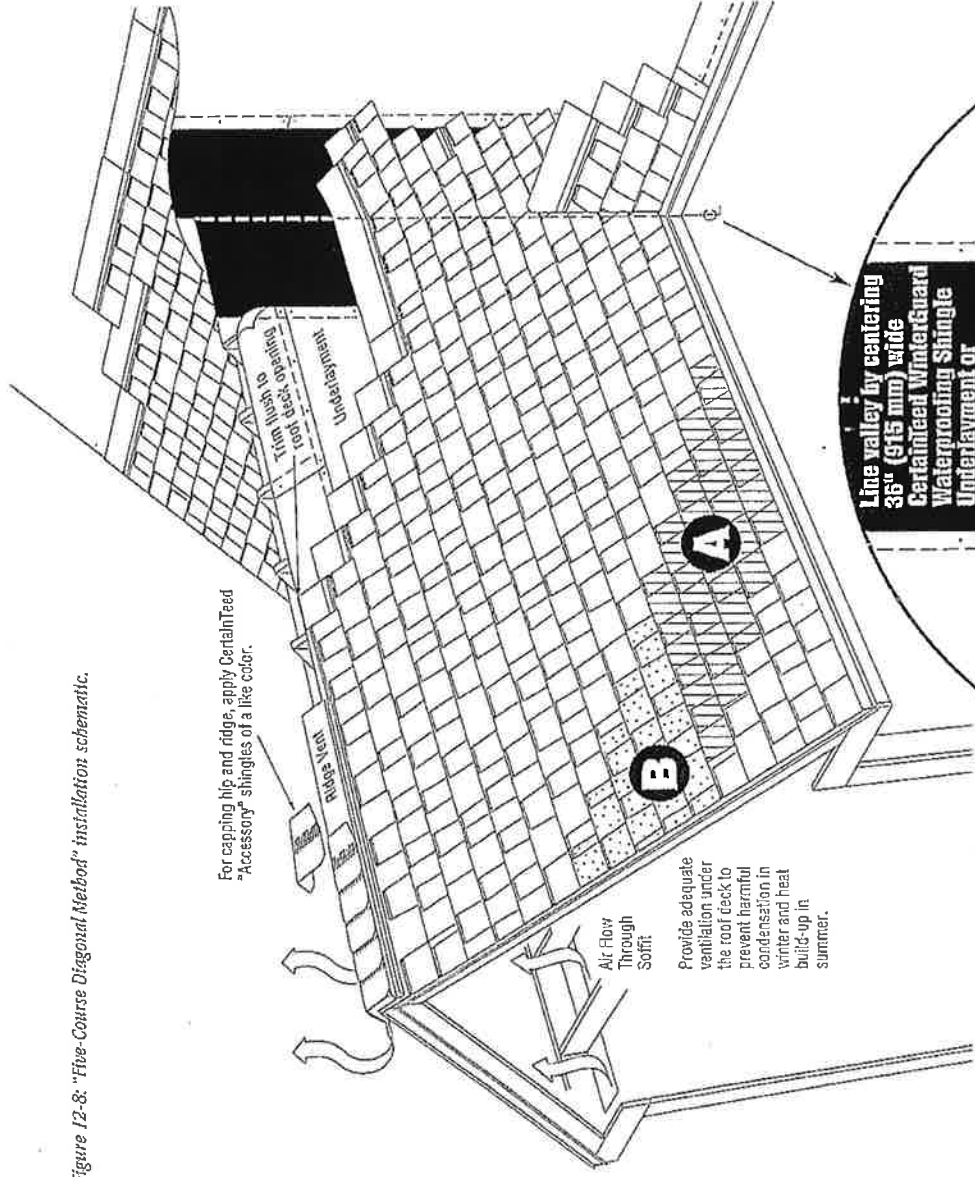 Figure 12-8: "Five-Course Diagonal Method" installation schematic.
For capping hip and ridge, apply CertainTeed
"Accessory" shingles of a like color.
Ridge Vent
Trim flush to
roof deck opening
Underlayment
B
A
Air Flow
Through
Soffit
Provide adequate
ventilation under
the roof deck to
prevent harmful
condensation in
winter and heat
build-up in
summer.
Line valley by centering
36" (915 mm) wide
CertainTeed WinterGuard
Waterproofing Shingle
Underlayment or